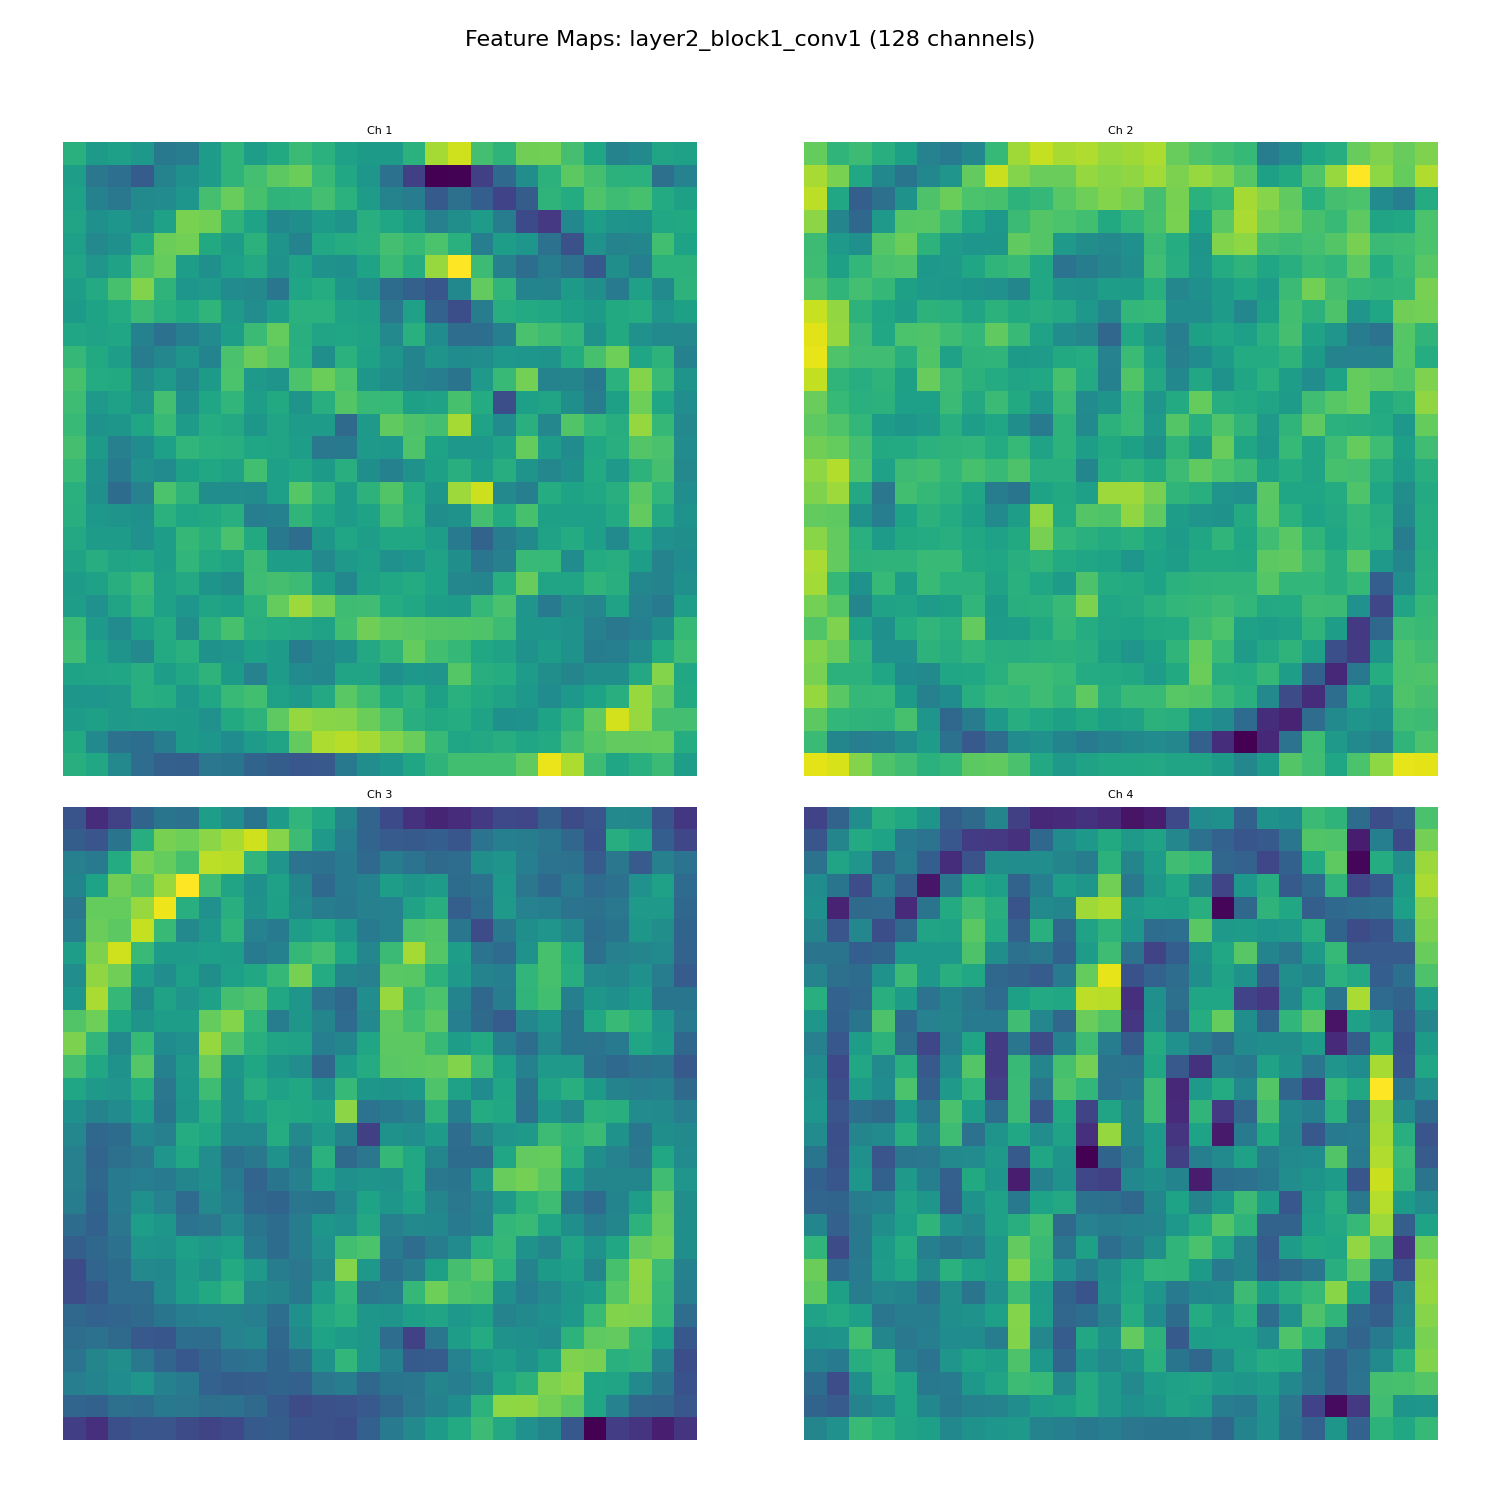 Feature Maps: layer2_block1_conv1 (128 channels)
Ch 1
Ch 2
Ch 3
Ch 4